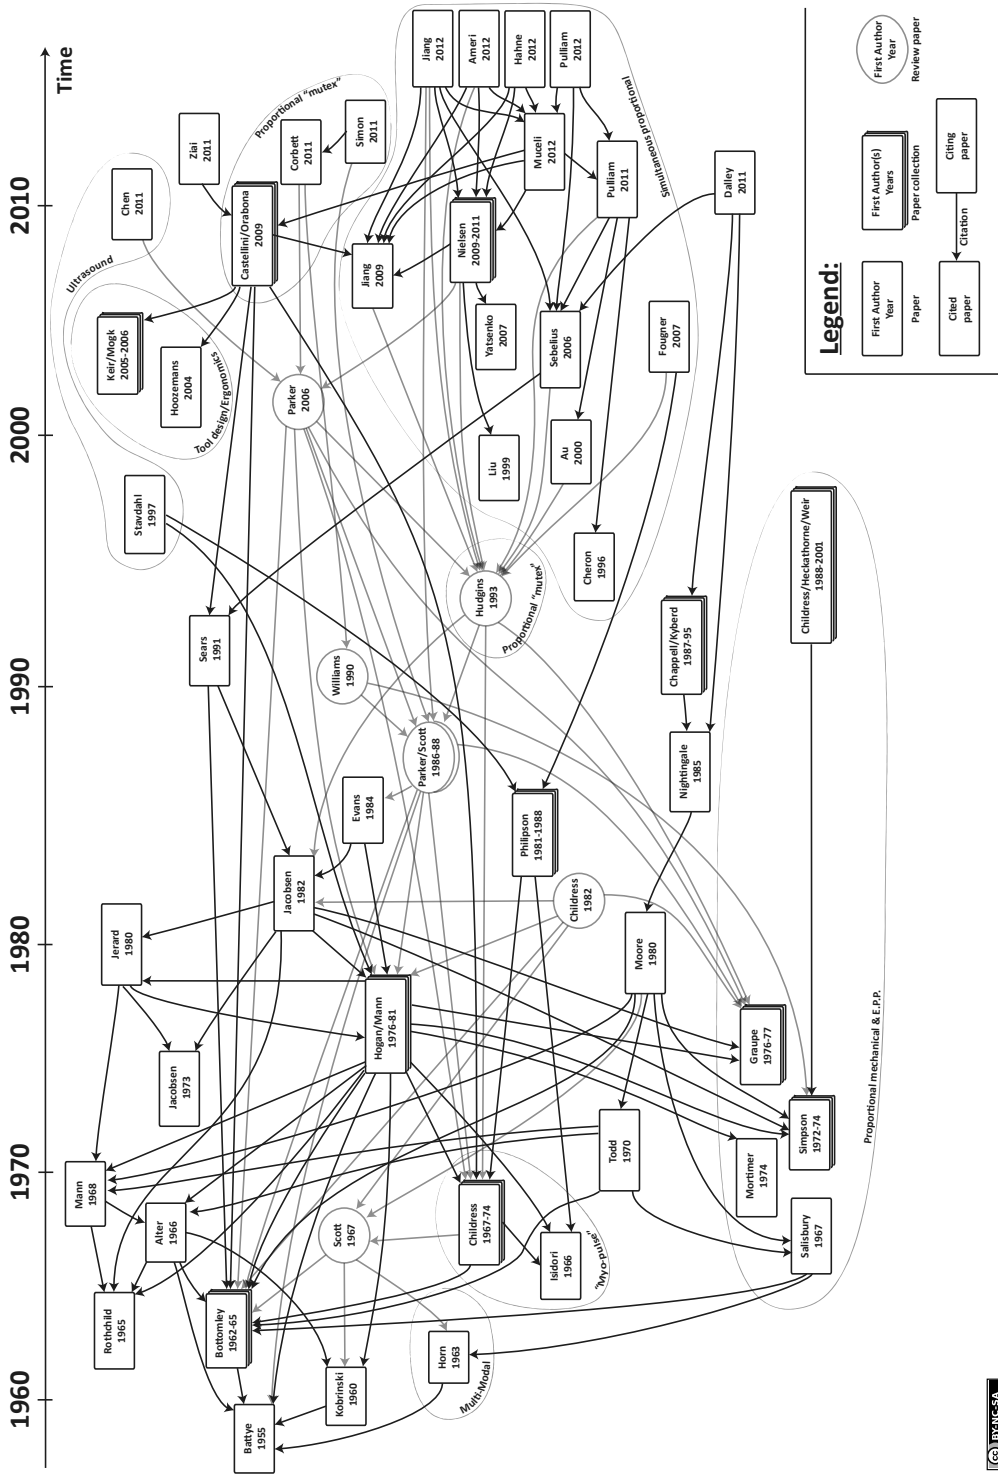 Time
1960
1970
1980
1990
2000
2010
Chen
2011
Ziai
2011
Ultrasound
Keir/Mogk
2005-2006
Hoozemans
2004
Tool design/Ergonomics
Stavdahl
1997
Castellini/Orabona
2009
Proportional "mutex"
Corbett
2011
Simon
2011
Parker
2006
Sears
1991
Jiang
2012
Ameri
2012
Hahne
2012
Pulliam
2012
Muceli
2012
Pulliam
2011
Simultaneous proportional
Jiang
2009
Nielsen
2009-2011
Yatsenko
2007
Sebelius
2006
Fougner
2007
Liu
1999
Au
2000
Cheron
1996
Dalley
2011
Hudgins
1993
Proportional "mutex"
Williams
1990
Parker/Scott
1986-88
Evans
1984
Chappell/Kyberd
1987-95
Nightingale
1985
Childress/Heckathorne/Weir
1988-2001
Philipson
1981-1988
Jacobsen
1982
Childress
1982
Jerard
1980
Moore
1980
Hogan/Mann
1976-81
Graupe
1976-77
Jacobsen
1973
Simpson
1972-74
Mortimer
1974
Proportional mechanical & E.P.P.
Todd
1970
Mann
1968
Alter
1966
Scott
1967
Childress
1967-74
Isidori
1966
"Myo-pulse"
Salisbury
1967
Rothchild
1965
Bottomley
1962-65
Horn
1963
Multi-Modal
Kobrinski
1960
Battye
1955
Legend:
First Author
Year
Paper
First Author(s)
Years
Paper collection
First Author
Year
Review paper
Cited
paper
Citation
Citing
paper
cc BY-NC-SA